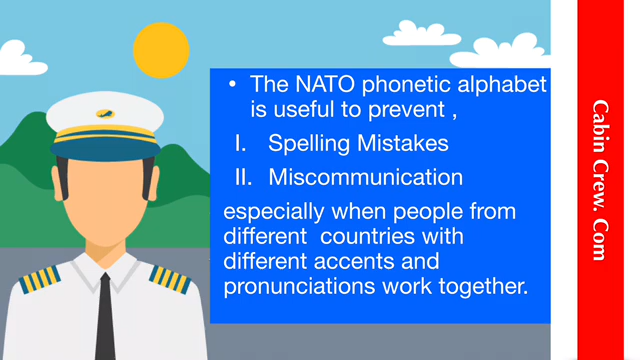 • The NATO phonetic alphabet
is useful to prevent ,
I. Spelling Mistakes
II. Miscommunication
especially when people from
different  countries with
different accents and
pronunciations work together.
Cabin Crew. Com